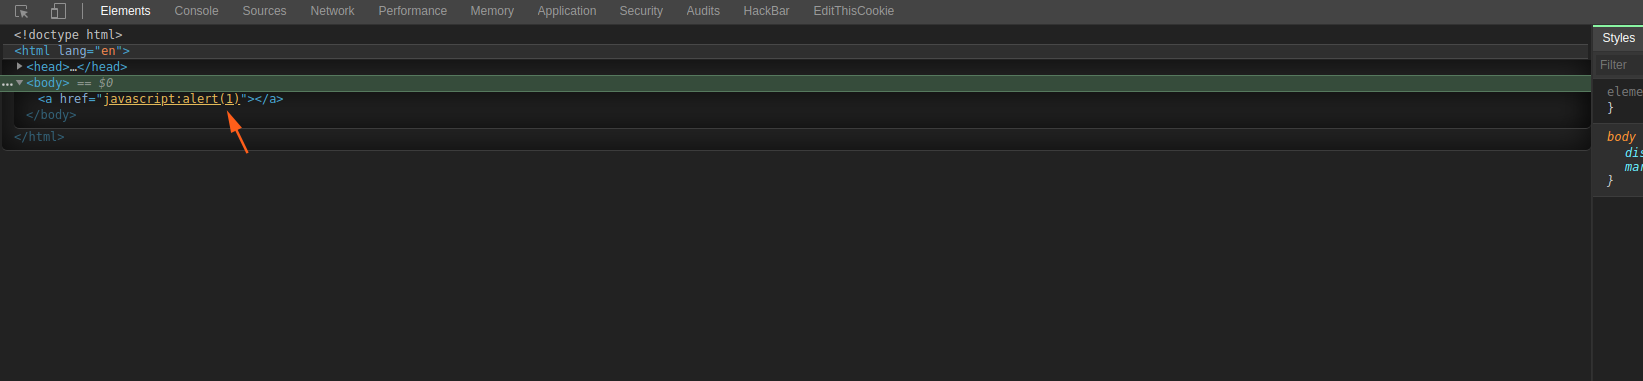 Elements Console Sources Network Performance Memory Application Security Audits HackBar EditThisCookie
<!doctype html>
<html lang="en">
<head>…</head>
<body> == $0
<a href="javascript:alert(1)"></a>
</body>
</html>
Styles
Filter
eleme
}
body
dis
mar
}